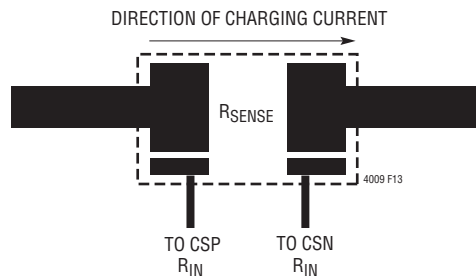 DIRECTION OF CHARGING CURRENT
RSENSE
4009 F13
TO CSP
RIN
TO CSN
RIN